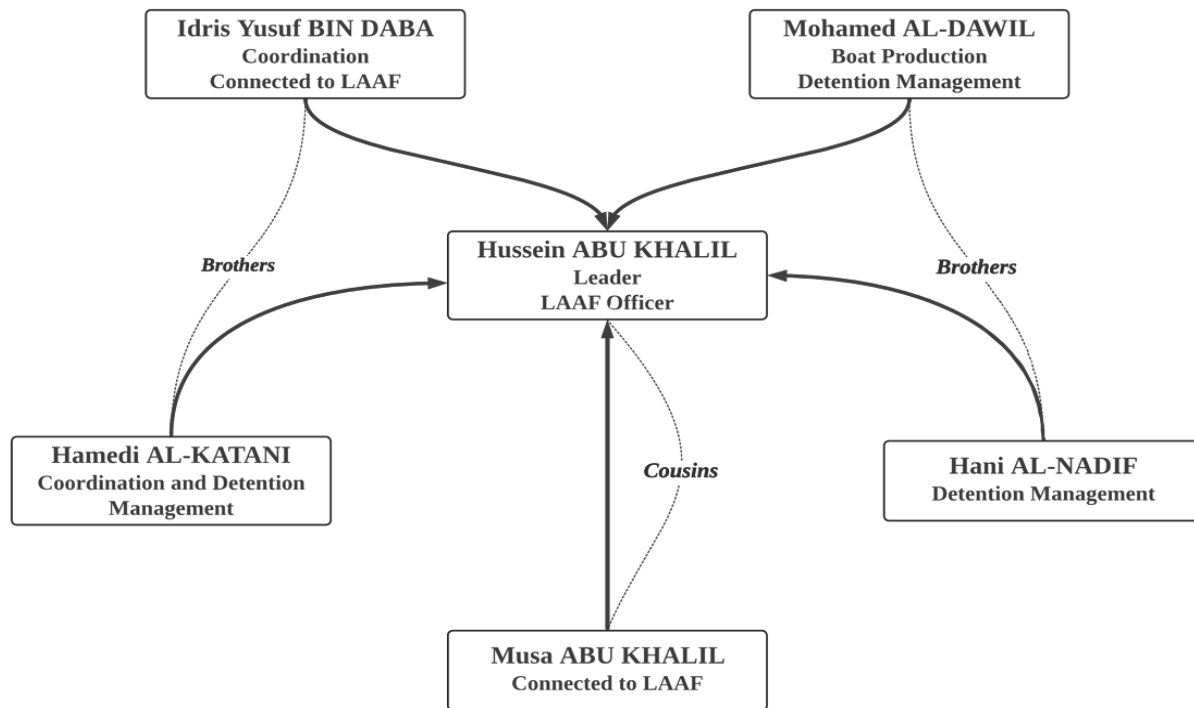 Idris Yusuf BIN DABA
Coordination
Connected to LAAF
Mohamed AL-DAWIL
Boat Production
Detention Management
Brothers
Brothers
Hussein ABU KHALIL
Leader
LAAF Officer
Hamedi AL-KATANI
Coordination and Detention
Management
Cousins
Hani AL-NADIF
Detention Management
Musa ABU KHALIL
Connected to LAAF